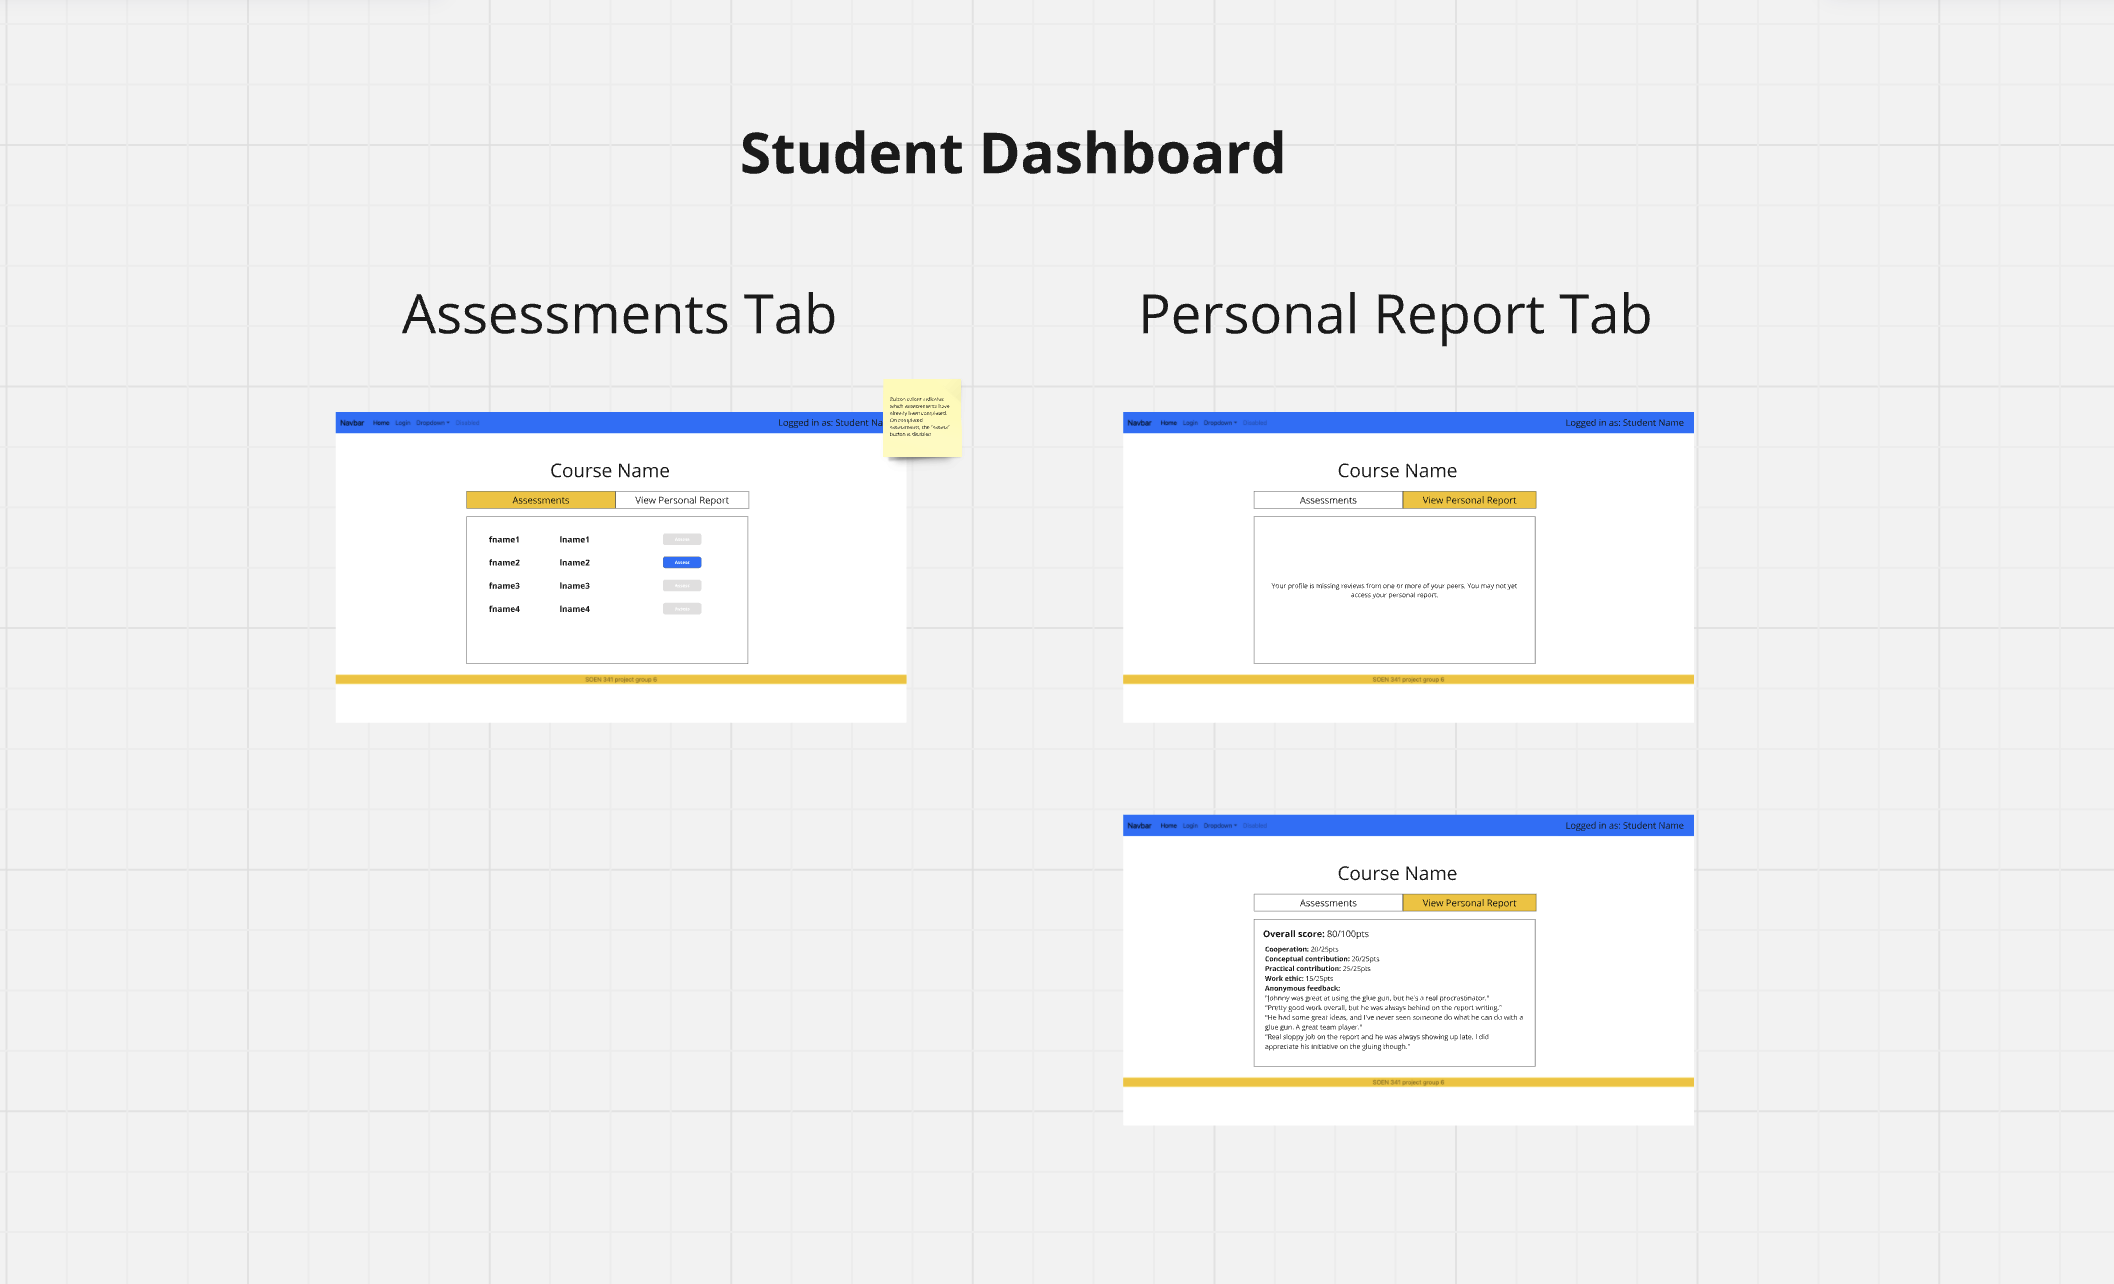 Student Dashboard
Assessments Tab
Personal Report Tab
Button colour indicates
which assessments have
already been completed.
On completed
assessments, the "Assess"
button is disabled
Navbar Home Login Dropdown Disabled
Logged in as: Student Na
Course Name
Assessments View Personal Report
fname1 lname1 Assess
fname2 lname2 Assess
fname3 lname3 Assess
fname4 lname4 Assess
SOEN 341 project group 6
Navbar Home Login Dropdown Disabled
Logged in as: Student Name
Course Name
Assessments View Personal Report
Your profile is missing reviews from one or more of your peers. You may not yet
access your personal report.
SOEN 341 project group 6
Navbar Home Login Dropdown Disabled
Logged in as: Student Name
Course Name
Assessments View Personal Report
Overall score: 80/100pts
Cooperation: 20/25pts
Conceptual contribution: 20/25pts
Practical contribution: 25/25pts
Work ethic: 15/25pts
Anonymous feedback:
"Johnny was great at using the glue gun, but he's a real procrastinator."
"Pretty good work overall, but he was always behind on the report writing."
"He had some great ideas, and I've never seen someone do what he can do with a
glue gun. A great team player."
"Real sloppy job on the report and he was always showing up late. I did
appreciate his initiative on the gluing though."
SOEN 341 project group 6